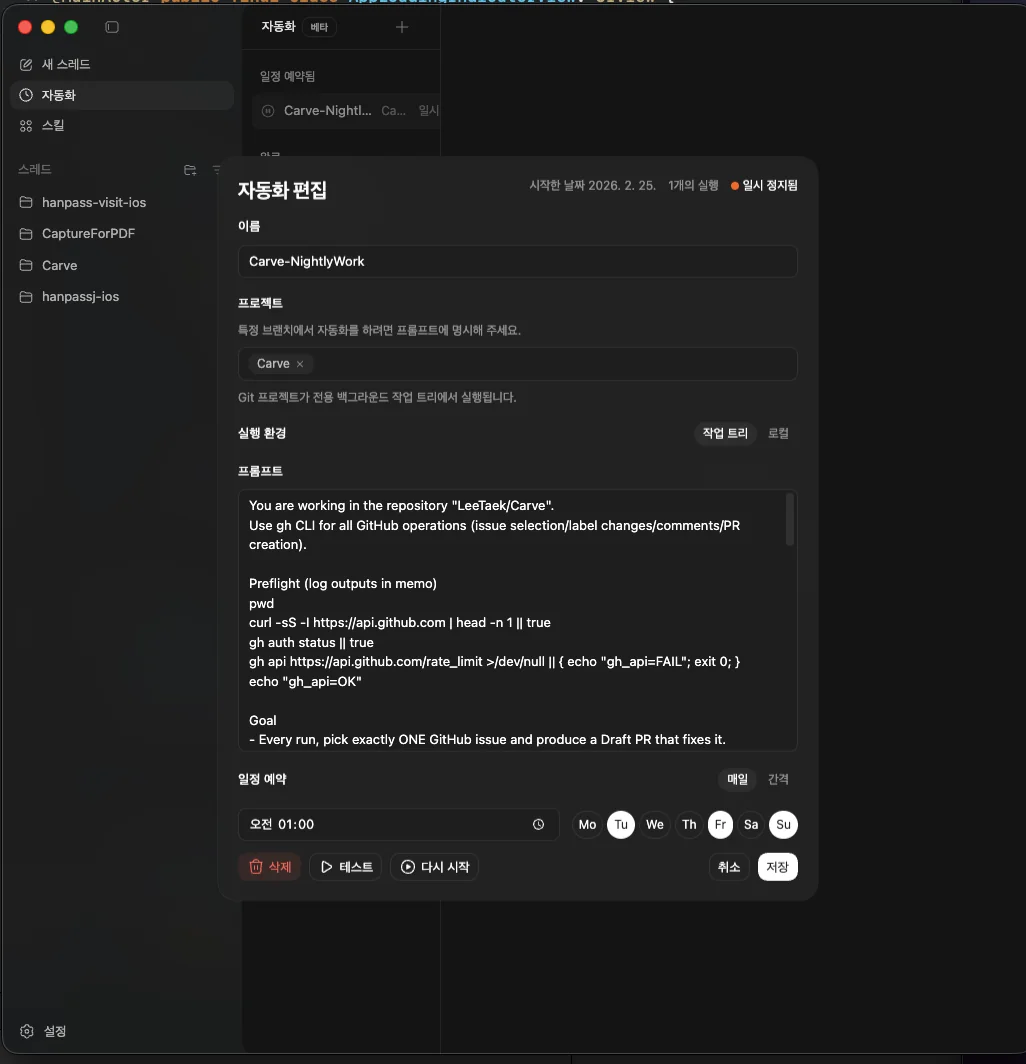 새 스레드
자동화
스킬
스레드
hanpass-visit-ios
CaptureForPDF
Carve
hanpassj-ios
설정
자동화 베타
일정 예약됨
Carve-Nightl... Ca... 일시
자동화 편집
시작한 날짜 2026. 2. 25. 1개의 실행 일시 정지됨
이름
Carve-NightlyWork
프로젝트
특정 브랜치에서 자동화를 하려면 프롬프트에 명시해 주세요.
Carve ×
Git 프로젝트가 전용 백그라운드 작업 트리에서 실행됩니다.
실행 환경 작업 트리 로컬
프롬프트
You are working in the repository "LeeTaek/Carve".
Use gh CLI for all GitHub operations (issue selection/label changes/comments/PR
creation).
Preflight (log outputs in memo)
pwd
curl -sS -I https://api.github.com | head -n 1 || true
gh auth status || true
gh api https://api.github.com/rate_limit >/dev/null || { echo "gh_api=FAIL"; exit 0; }
echo "gh_api=OK"
Goal
- Every run, pick exactly ONE GitHub issue and produce a Draft PR that fixes it.
일정 예약 매일 간격
오전 01:00 Mo Tu We Th Fr Sa Su
삭제 테스트 다시 시작 취소 저장